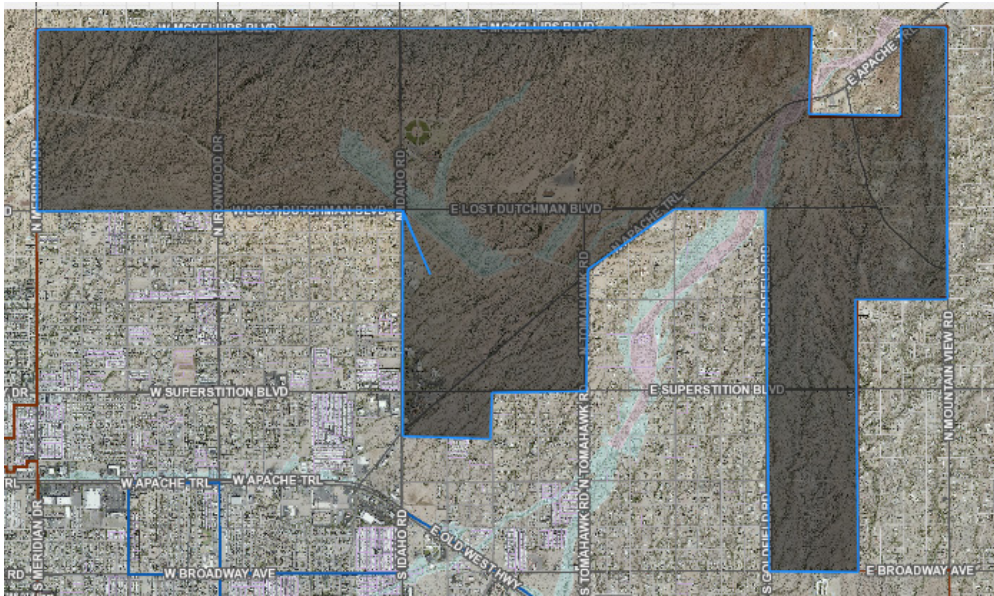 W MCKELLIPS BLVD
E MCKELLIPS BLVD
E APACHE TRL
N MERIDIAN DR
N IRONWOOD DR
N IDAHO RD
W LOST DUTCHMAN BLVD
E LOST DUTCHMAN BLVD
N APACHE TRL
N TOMAHAWK RD
N GOLDFIELD RD
N MOUNTAIN VIEW RD
DR
W SUPERSTITION BLVD
E SUPERSTITION BLVD
W APACHE TRL
W APACHE TRL
S MERIDIAN DR
S IDAHO RD
E OLD WEST HWY
S TOMAHAWK RD
N TOMAHAWK R
S GOLDFIELD RD
RD
W BROADWAY AVE
E BROADWAY AVE